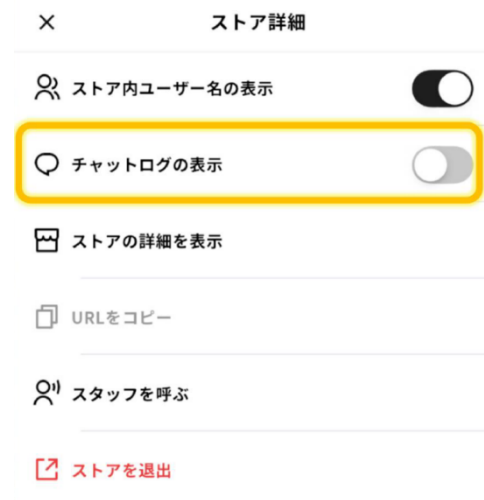 ストア詳細
ストア内ユーザー名の表示
チャットログの表示
ストアの詳細を表示
URLをコピー
スタッフを呼ぶ
ストアを退出